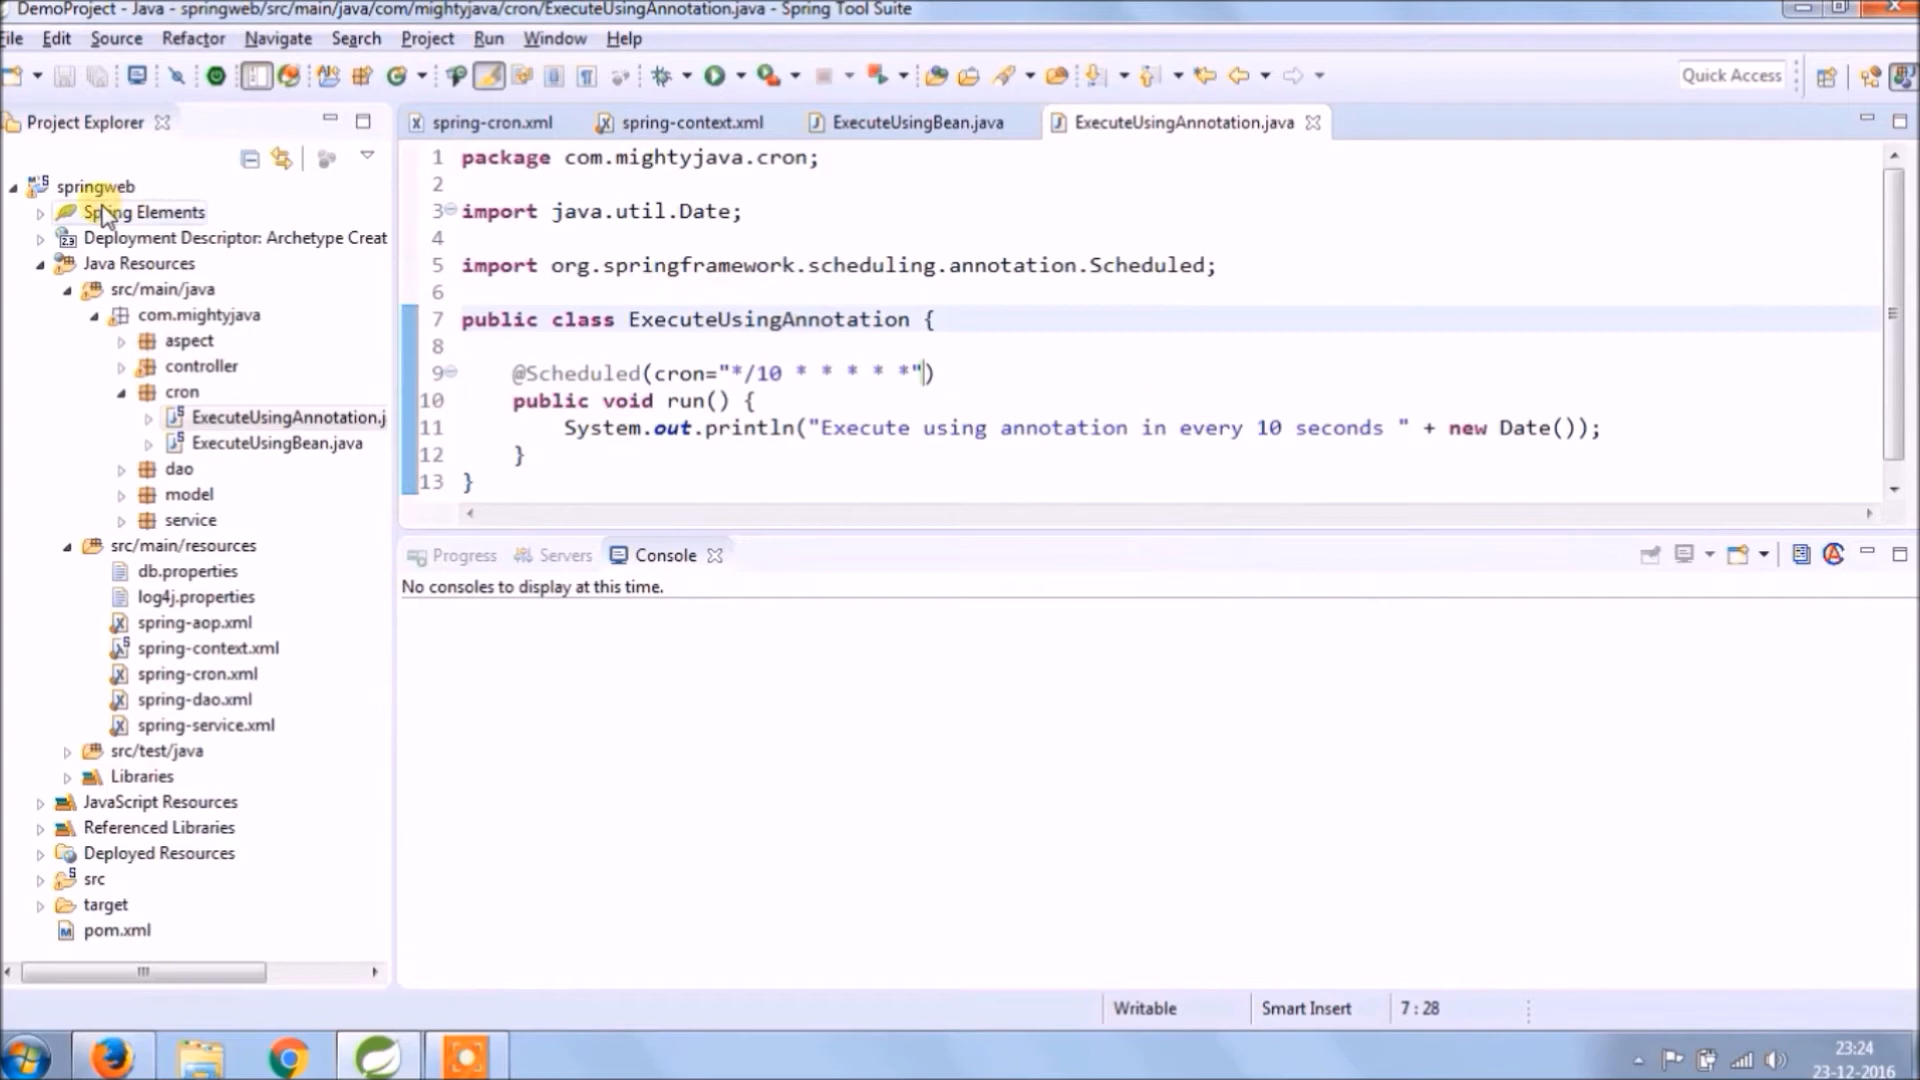 DemoProject - Java - springweb/src/main/java/com/mightyjava/cron/ExecuteUsingAnnotation.java - Spring Tool Suite
File Edit Source Refactor Navigate Search Project Run Window Help
Quick Access
Project Explorer
springweb
Spring Elements
Deployment Descriptor: Archetype Creat
Java Resources
src/main/java
com.mightyjava
aspect
controller
cron
ExecuteUsingAnnotation.j
ExecuteUsingBean.java
dao
model
service
src/main/resources
db.properties
log4j.properties
spring-aop.xml
spring-context.xml
spring-cron.xml
spring-dao.xml
spring-service.xml
src/test/java
Libraries
JavaScript Resources
Referenced Libraries
Deployed Resources
src
target
pom.xml
spring-cron.xml spring-context.xml ExecuteUsingBean.java ExecuteUsingAnnotation.java
1 package com.mightyjava.cron;
2
3 import java.util.Date;
4
5 import org.springframework.scheduling.annotation.Scheduled;
6
7 public class ExecuteUsingAnnotation {
8
9 @Scheduled(cron="*/10 * * * * *")
10 public void run() {
11 System.out.println("Execute using annotation in every 10 seconds " + new Date());
12 }
13 }
Progress Servers Console
No consoles to display at this time.
Writable Smart Insert 7 : 28
23:24
23-12-2016